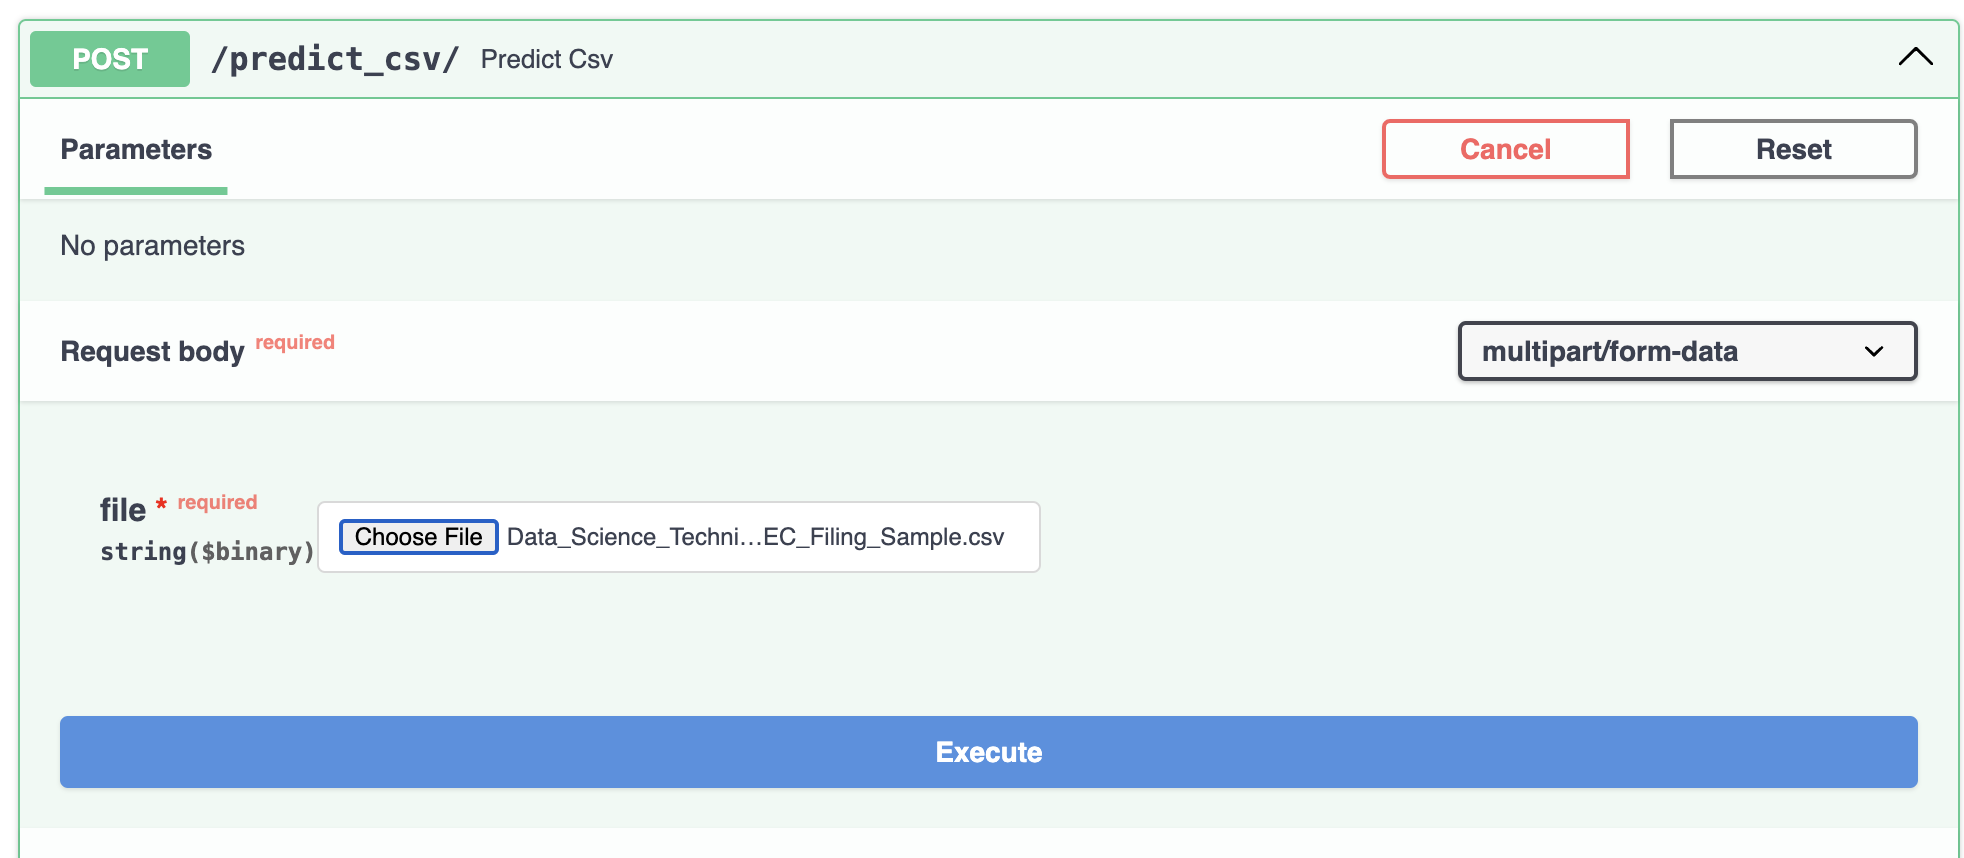 POST /predict_csv/ Predict Csv
Parameters Cancel Reset
No parameters
Request body required multipart/form-data
file * required
string($binary) Choose File Data_Science_Techni...EC_Filing_Sample.csv
Execute